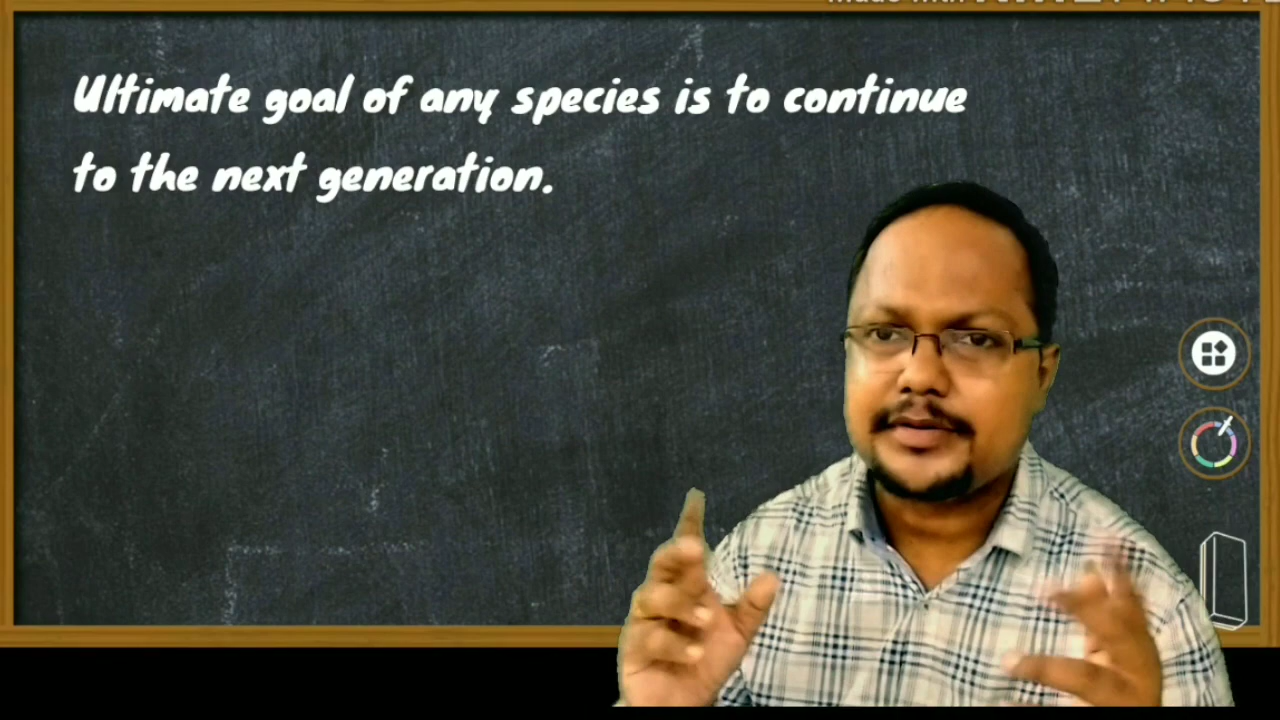 Ultimate goal of any species is to continue
to the next generation.